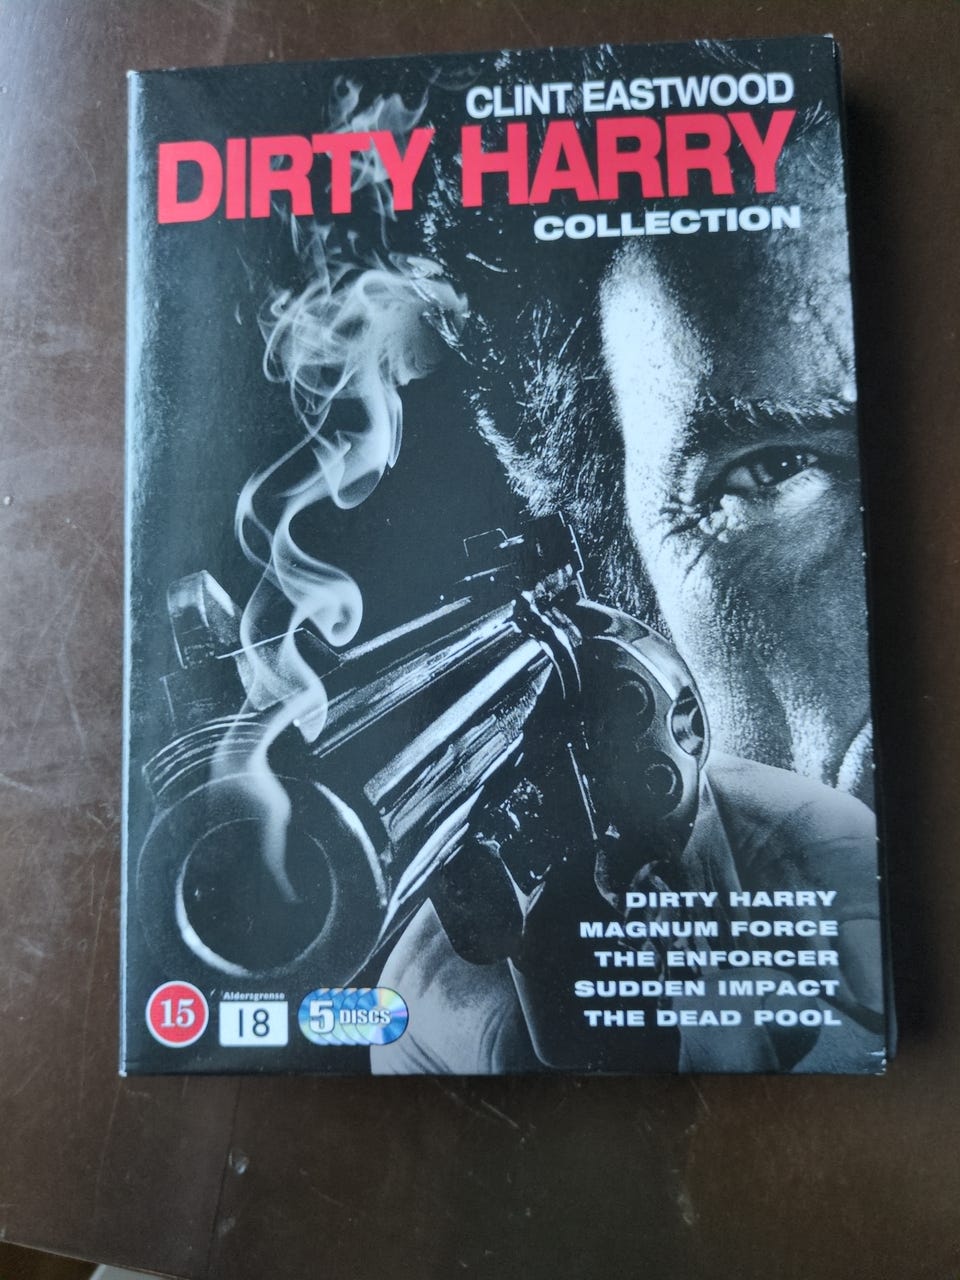 CLINT EASTWOOD
DIRTY HARRY
COLLECTION
DIRTY HARRY
MAGNUM FORCE
THE ENFORCER
SUDDEN IMPACT
THE DEAD POOL
15
Aldersgrense
18
5 DISCS